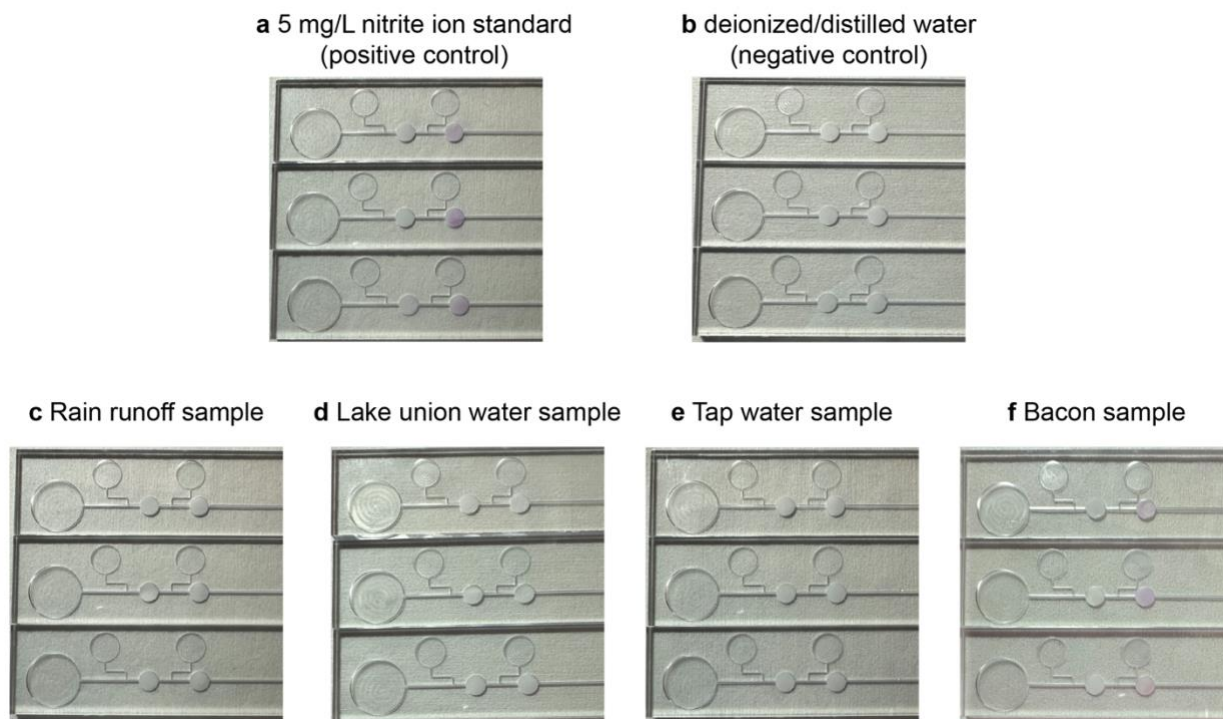 a 5 mg/L nitrite ion standard
(positive control)
b deionized/distilled water
(negative control)
c Rain runoff sample
d Lake union water sample
e Tap water sample
f Bacon sample